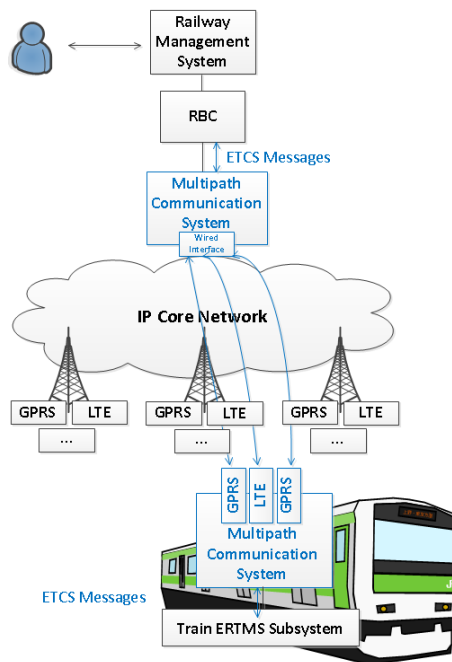 Railway
Management
System
RBC
ETCS Messages
Multipath
Communication
System
Wired
Interface
IP Core Network
GPRS
LTE
...
GPRS
LTE
...
GPRS
LTE
...
GPRS
LTE
GPRS
Multipath
Communication
System
ETCS Messages
Train ERTMS Subsystem